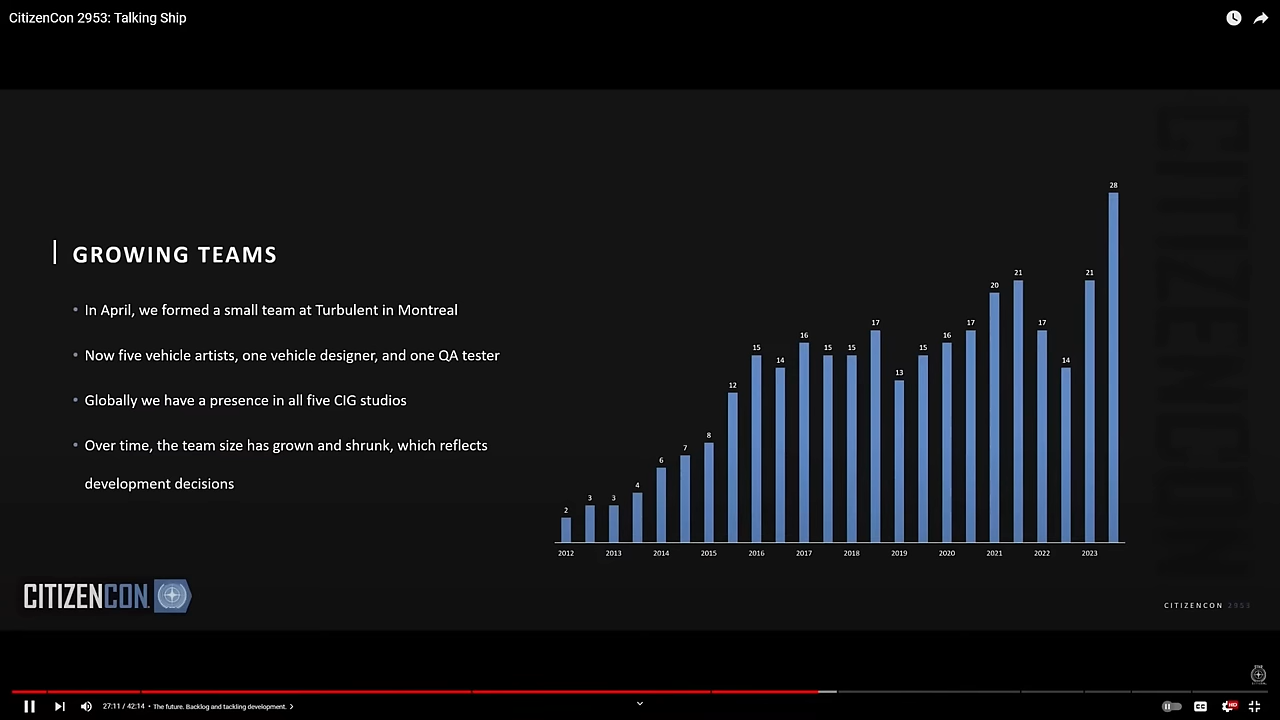 CitizenCon 2953: Talking Ship
GROWING TEAMS
• In April, we formed a small team at Turbulent in Montreal
• Now five vehicle artists, one vehicle designer, and one QA tester
• Globally we have a presence in all five CIG studios
• Over time, the team size has grown and shrunk, which reflects
development decisions
2 3 3 4 6 7 8 12 15 14 16 15 15 17 13 15 16 17 20 21 17 14 21 28
2012 2013 2014 2015 2016 2017 2018 2019 2020 2021 2022 2023
CITIZENCON
CITIZENCON
CITIZENCON 2953
27:11 / 42:14 • The future. Backlog and tackling development. >
CC
HD